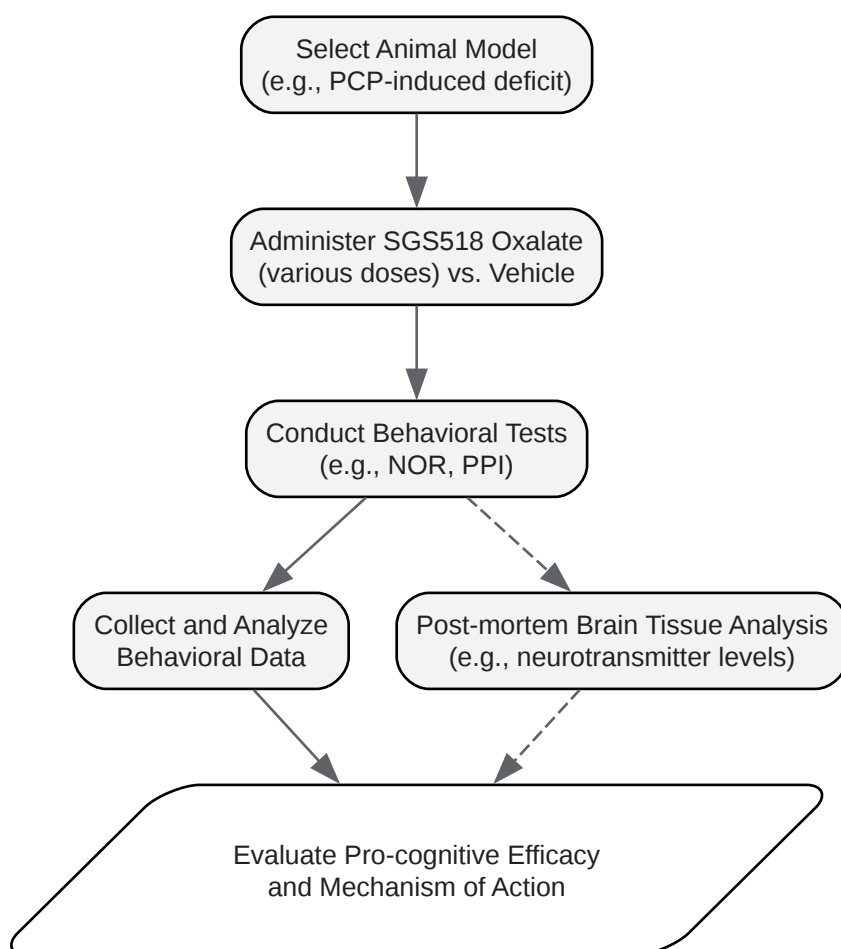 Select Animal Model
(e.g., PCP-induced deficit)
Administer SGS518 Oxalate
(various doses) vs. Vehicle
Conduct Behavioral Tests
(e.g., NOR, PPI)
Collect and Analyze
Behavioral Data
Post-mortem Brain Tissue Analysis
(e.g., neurotransmitter levels)
Evaluate Pro-cognitive Efficacy
and Mechanism of Action